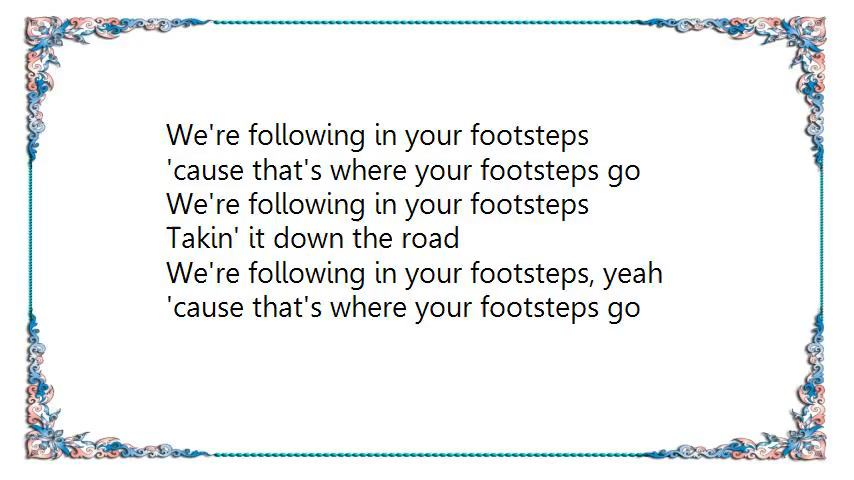 We're following in your footsteps
'cause that's where your footsteps go
We're following in your footsteps
Takin' it down the road
We're following in your footsteps, yeah
'cause that's where your footsteps go